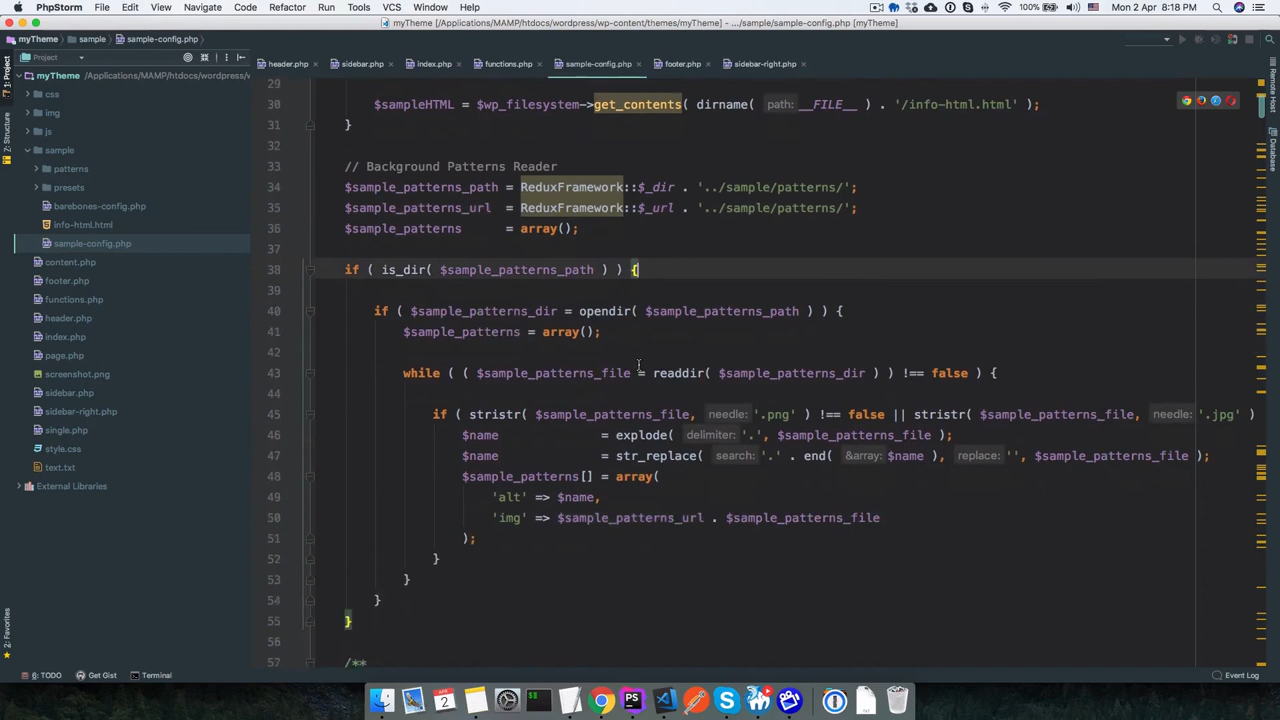 PhpStorm File Edit View Navigate Code Refactor Run Tools VCS Window Help 100% Mon 2 Apr 8:18 PM
myTheme [/Applications/MAMP/htdocs/wordpress/wp-content/themes/myTheme] - .../sample/sample-config.php [myTheme]
myTheme sample sample-config.php
Project
header.php sidebar.php index.php functions.php sample-config.php footer.php sidebar-right.php
1: Project
7: Structure
2: Favorites
myTheme /Applications/MAMP/htdocs/wordpress/w
css
img
js
sample
patterns
presets
barebones-config.php
info-html.html
sample-config.php
content.php
footer.php
functions.php
header.php
index.php
page.php
screenshot.png
sidebar.php
sidebar-right.php
single.php
style.css
text.txt
External Libraries
29
30 $sampleHTML = $wp_filesystem->get_contents( dirname( path: __FILE__ ) . '/info-html.html' );
31 }
32
33 // Background Patterns Reader
34 $sample_patterns_path = ReduxFramework::$_dir . '../sample/patterns/';
35 $sample_patterns_url = ReduxFramework::$_url . '../sample/patterns/';
36 $sample_patterns = array();
37
38 if ( is_dir( $sample_patterns_path ) ) {
39
40 if ( $sample_patterns_dir = opendir( $sample_patterns_path ) ) {
41 $sample_patterns = array();
42
43 while ( ( $sample_patterns_file = readdir( $sample_patterns_dir ) ) !== false ) {
44
45 if ( stristr( $sample_patterns_file, needle: '.png' ) !== false || stristr( $sample_patterns_file, needle: '.jpg' )
46 $name = explode( delimiter: '.', $sample_patterns_file );
47 $name = str_replace( search: '.' . end( &array: $name ), replace: '', $sample_patterns_file );
48 $sample_patterns[] = array(
49 'alt' => $name,
50 'img' => $sample_patterns_url . $sample_patterns_file
51 );
52 }
53 }
54 }
55 }
56
57 /**
Remote Host
Database
6: TODO Get Gist Terminal Event Log